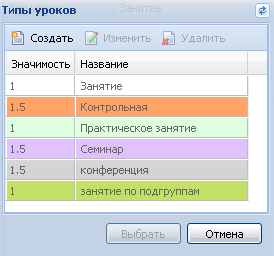 Типы уроков Занятие
Создать Изменить Удалить
Значимость Название
1 Занятие
1.5 Контрольная
1 Практическое занятие
1.5 Семинар
1.5 конференция
1 занятие по подгруппам
Выбрать Отмена